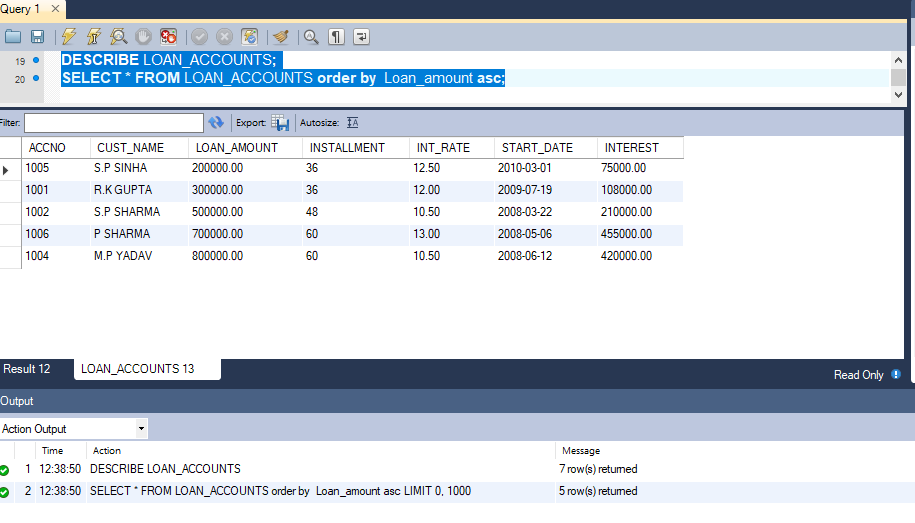 Query 1
19 DESCRIBE LOAN_ACCOUNTS;
20 SELECT * FROM LOAN_ACCOUNTS order by  Loan_amount asc;
Filter: Export: Autosize:
ACCNO CUST_NAME LOAN_AMOUNT INSTALLMENT INT_RATE START_DATE INTEREST
1005 S.P SINHA 200000.00 36 12.50 2010-03-01 75000.00
1001 R.K GUPTA 300000.00 36 12.00 2009-07-19 108000.00
1002 S.P SHARMA 500000.00 48 10.50 2008-03-22 210000.00
1006 P SHARMA 700000.00 60 13.00 2008-05-06 455000.00
1004 M.P YADAV 800000.00 60 10.50 2008-06-12 420000.00
Result 12 LOAN_ACCOUNTS 13 Read Only
Output
Action Output
Time Action Message
1 12:38:50 DESCRIBE LOAN_ACCOUNTS 7 row(s) returned
2 12:38:50 SELECT * FROM LOAN_ACCOUNTS order by  Loan_amount asc LIMIT 0, 1000 5 row(s) returned